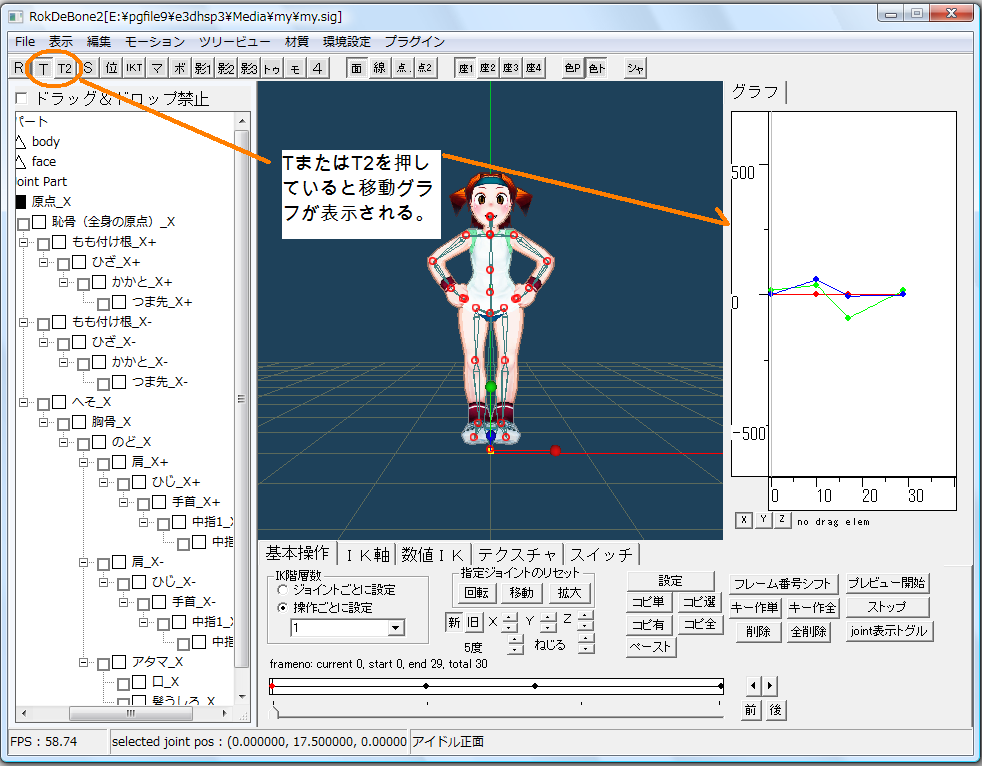 RokDeBone2[E:¥pgfile9¥e3dhsp3¥Media¥my¥my.sig]
File 表示 編集 モーション ツリービュー 材質 環境設定 プラグイン
R T T2 S 位 IKT マ ボ 影1 影2 影3 トゥ モ 4 面 線 点. 点2 座1 座2 座3 座4 色P 色ト シャ
ドラッグ&ドロップ禁止
パート
body
face
oint Part
原点_X
恥骨（全身の原点）_X
もも付け根_X+
ひざ_X+
かかと_X+
つま先_X+
もも付け根_X-
ひざ_X-
かかと_X-
つま先_X-
へそ_X
胸骨_X
のど_X
肩_X+
ひじ_X+
手首_X+
中指1_X
中指
肩_X-
ひじ_X-
手首_X-
中指1_X
中指
アタマ_X
口_X
髪うしろ_X
TまたはT2を押し
ていると移動グラ
フが表示される。
グラフ
500
0
-500
0 10 20 30
X Y Z no drag elem
基本操作 IK軸 数値IK テクスチャ スイッチ
IK階層数
ジョイントごとに設定
操作ごとに設定
1
指定ジョイントのリセット
回転 移動 拡大
新 旧 X Y Z
5度 ねじる
設定
コピ単 コピ選
コピ有 コピ全
ペースト
フレーム番号シフト プレビュー開始
キー作単 キー作全 ストップ
削除 全削除 joint表示トグル
frameno: current 0, start 0, end 29, total 30
前 後
FPS : 58.74 selected joint pos : (0.000000, 17.500000, 0.00000 アイドル正面